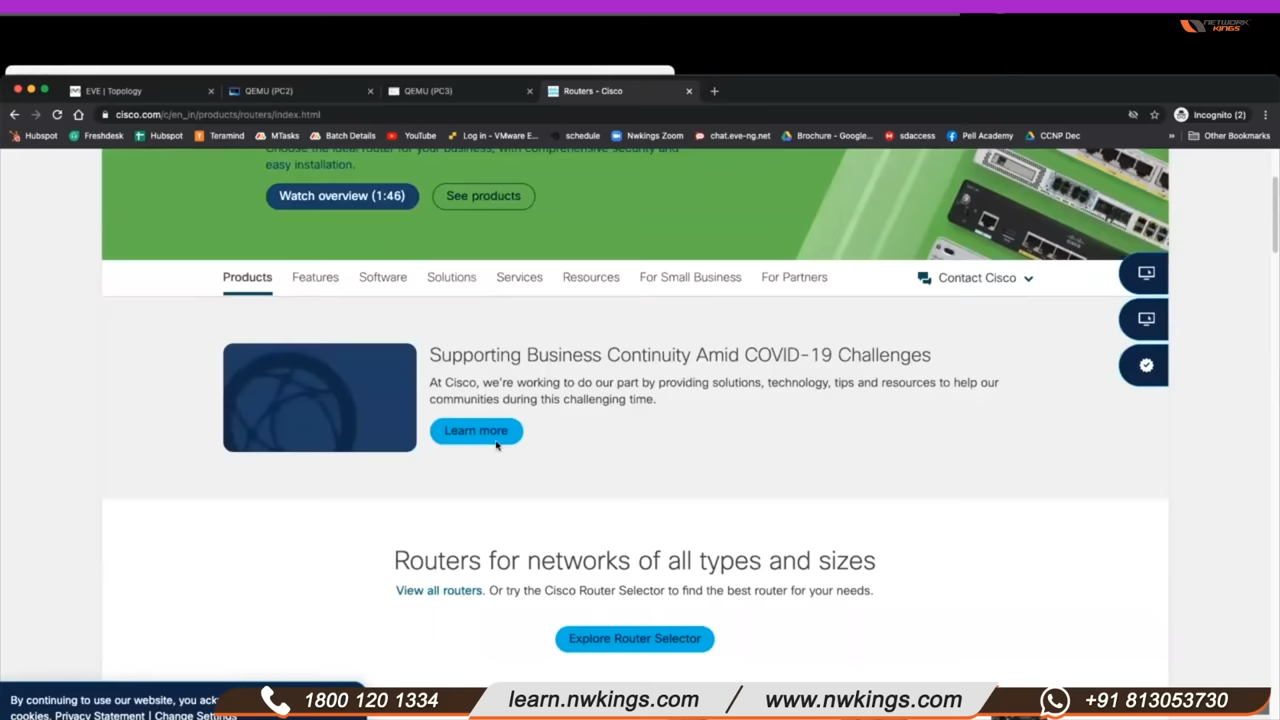 NETWORK
KINGS
EVE | Topology
QEMU (PC2)
QEMU (PC3)
Routers - Cisco
cisco.com/c/en_in/products/routers/index.html
Incognito (2)
Hubspot
Freshdesk
Hubspot
Teramind
MTasks
Batch Details
YouTube
Log in - VMware E...
schedule
Nwkings Zoom
chat.eve-ng.net
Brochure - Google...
sdaccess
Pell Academy
CCNP Dec
»
Other Bookmarks
Choose the ideal router for your business, with comprehensive security and
easy installation.
Watch overview (1:46)
See products
Products
Features
Software
Solutions
Services
Resources
For Small Business
For Partners
Contact Cisco
Supporting Business Continuity Amid COVID-19 Challenges
At Cisco, we're working to do our part by providing solutions, technology, tips and resources to help our
communities during this challenging time.
Learn more
Routers for networks of all types and sizes
View all routers. Or try the Cisco Router Selector to find the best router for your needs.
Explore Router Selector
By continuing to use our website, you ack
cookies. Privacy Statement | Change Settings
1800 120 1334
learn.nwkings.com
/
www.nwkings.com
+91 813053730